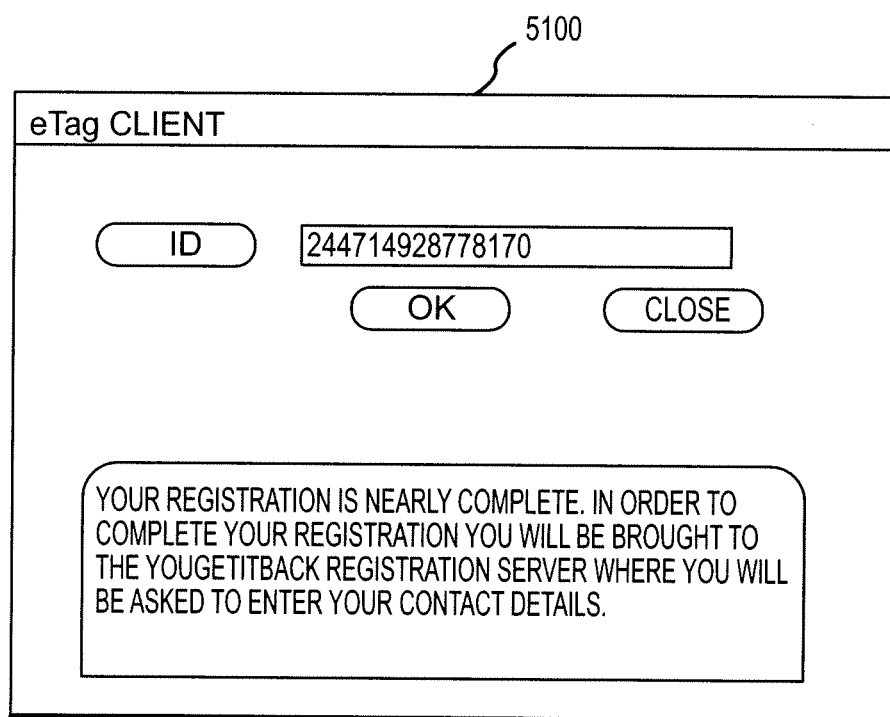 5100
eTag CLIENT
ID
244714928778170
OK
CLOSE
YOUR REGISTRATION IS NEARLY COMPLETE. IN ORDER TO
COMPLETE YOUR REGISTRATION YOU WILL BE BROUGHT TO
THE YOUGETITBACK REGISTRATION SERVER WHERE YOU WILL
BE ASKED TO ENTER YOUR CONTACT DETAILS.